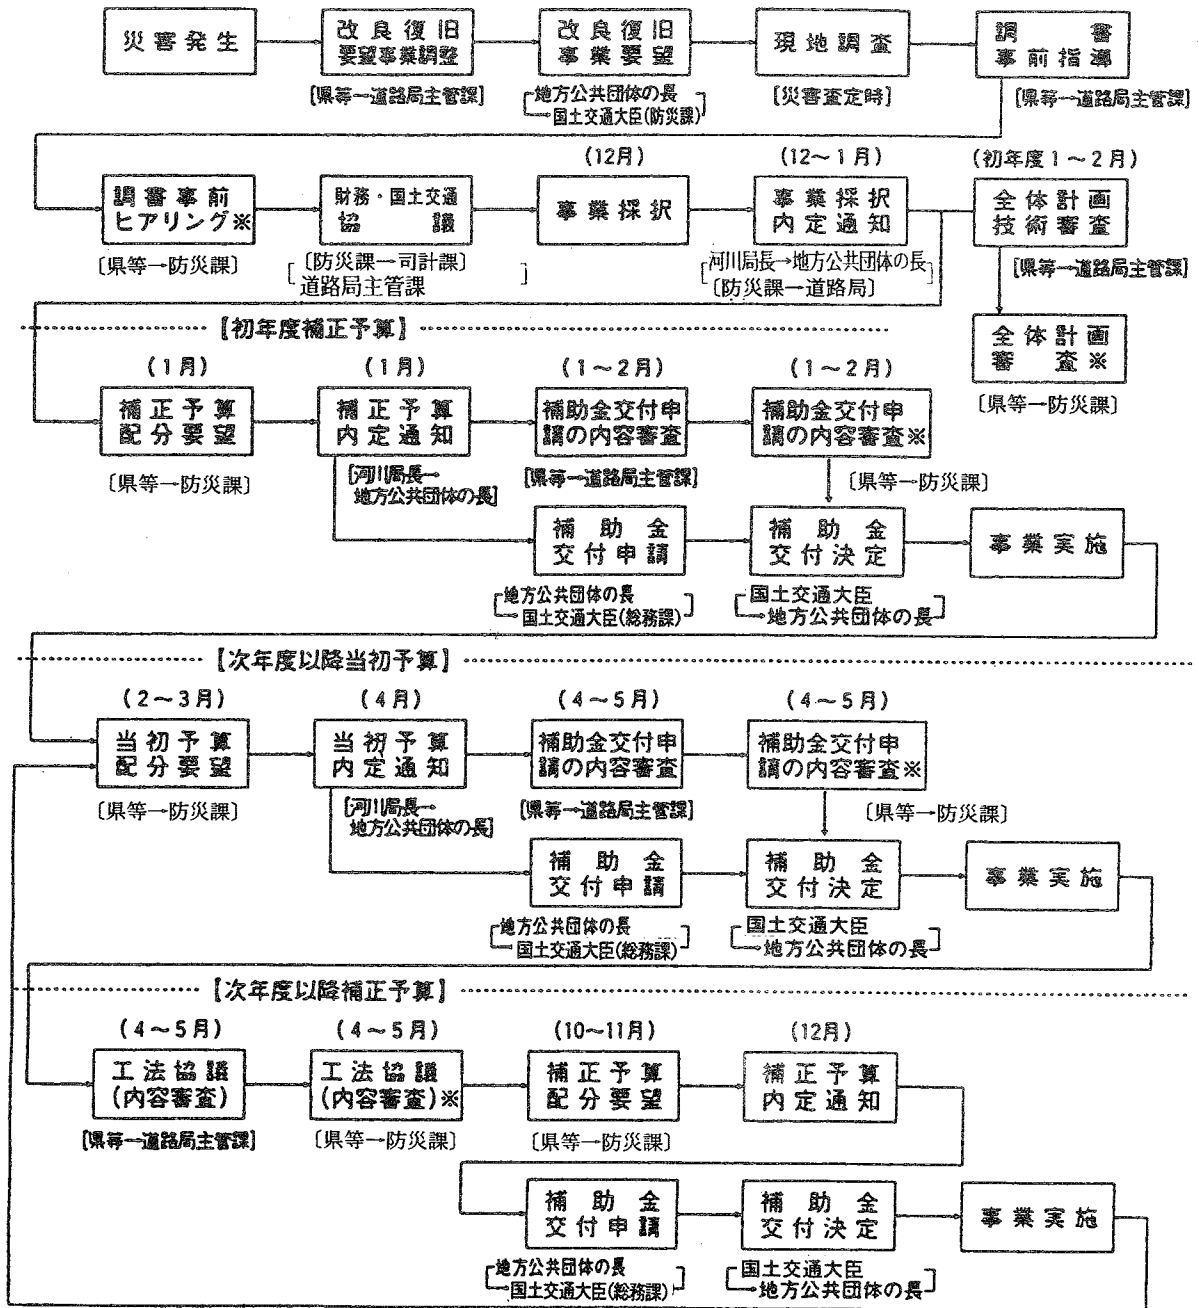 災害発生
改良復旧
要望事業調整
改良復旧
事業要望
現地調査
調書
事前指導
[県等→道路局主管課]
地方公共団体の長
→国土交通大臣(防災課)
[災害査定時]
[県等→道路局主管課]
(12月)
(12～1月)
(初年度1～2月)
調書事前
ヒアリング※
財務・国土交通
協議
事業採択
事業採択
内定通知
全体計画
技術審査
〔県等→防災課〕
〔防災課→司計課〕
道路局主管課
河川局長→地方公共団体の長
〔防災課→道路局〕
[県等→道路局主管課]
【初年度補正予算】
全体計画
審査※
〔県等→防災課〕
(1月)
(1月)
(1～2月)
(1～2月)
補正予算
配分要望
補正予算
内定通知
補助金交付申
請の内容審査
補助金交付申
請の内容審査※
〔県等→防災課〕
[河川局長→
地方公共団体の長]
[県等→道路局主管課]
〔県等→防災課〕
補助金
交付申請
補助金
交付決定
事業実施
地方公共団体の長
→国土交通大臣(総務課)
国土交通大臣
→地方公共団体の長
【次年度以降当初予算】
(2～3月)
(4月)
(4～5月)
(4～5月)
当初予算
配分要望
当初予算
内定通知
補助金交付申
請の内容審査
補助金交付申
請の内容審査※
〔県等→防災課〕
[河川局長→
地方公共団体の長]
[県等→道路局主管課]
〔県等→防災課〕
補助金
交付申請
補助金
交付決定
事業実施
地方公共団体の長
→国土交通大臣(総務課)
国土交通大臣
→地方公共団体の長
【次年度以降補正予算】
(4～5月)
(4～5月)
(10～11月)
(12月)
工法協議
(内容審査)
工法協議
(内容審査)※
補正予算
配分要望
補正予算
内定通知
[県等→道路局主管課]
〔県等→防災課〕
〔県等→防災課〕
補助金
交付申請
補助金
交付決定
事業実施
地方公共団体の長
→国土交通大臣(総務課)
国土交通大臣
→地方公共団体の長